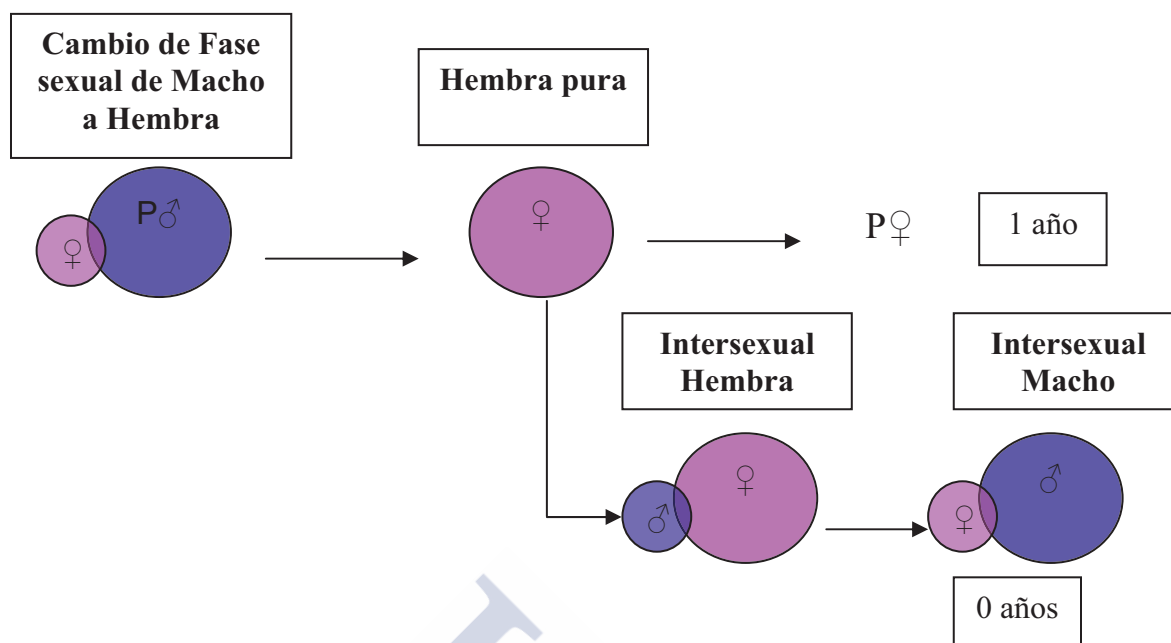 Cambio de Fase
sexual de Macho
a Hembra
Hembra pura
P♂
♀
♀
P♀
1 año
Intersexual
Hembra
Intersexual
Macho
♂
♀
♀
♂
0 años